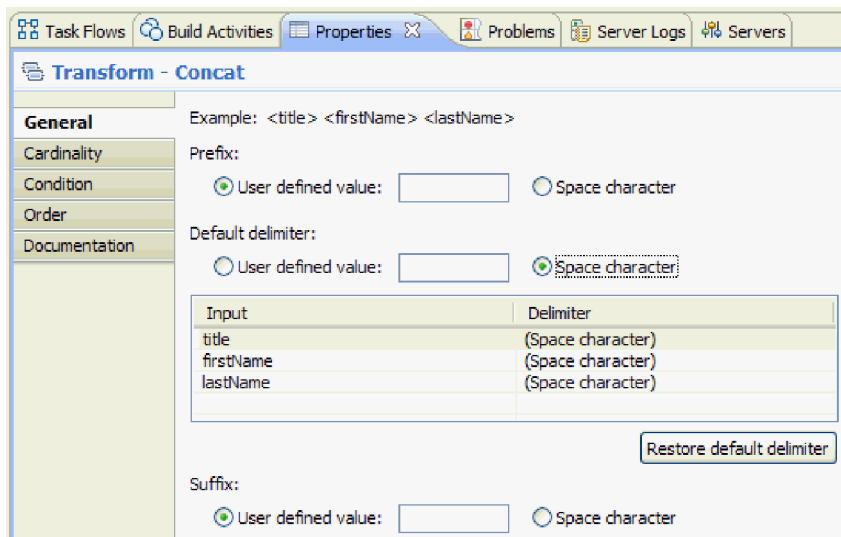 Task Flows Build Activities Properties Problems Server Logs Servers
Transform - Concat
General
Cardinality
Condition
Order
Documentation
Example: <title> <firstName> <lastName>
Prefix:
User defined value: Space character
Default delimiter:
User defined value: Space character
Input Delimiter
title (Space character)
firstName (Space character)
lastName (Space character)
Restore default delimiter
Suffix:
User defined value: Space character